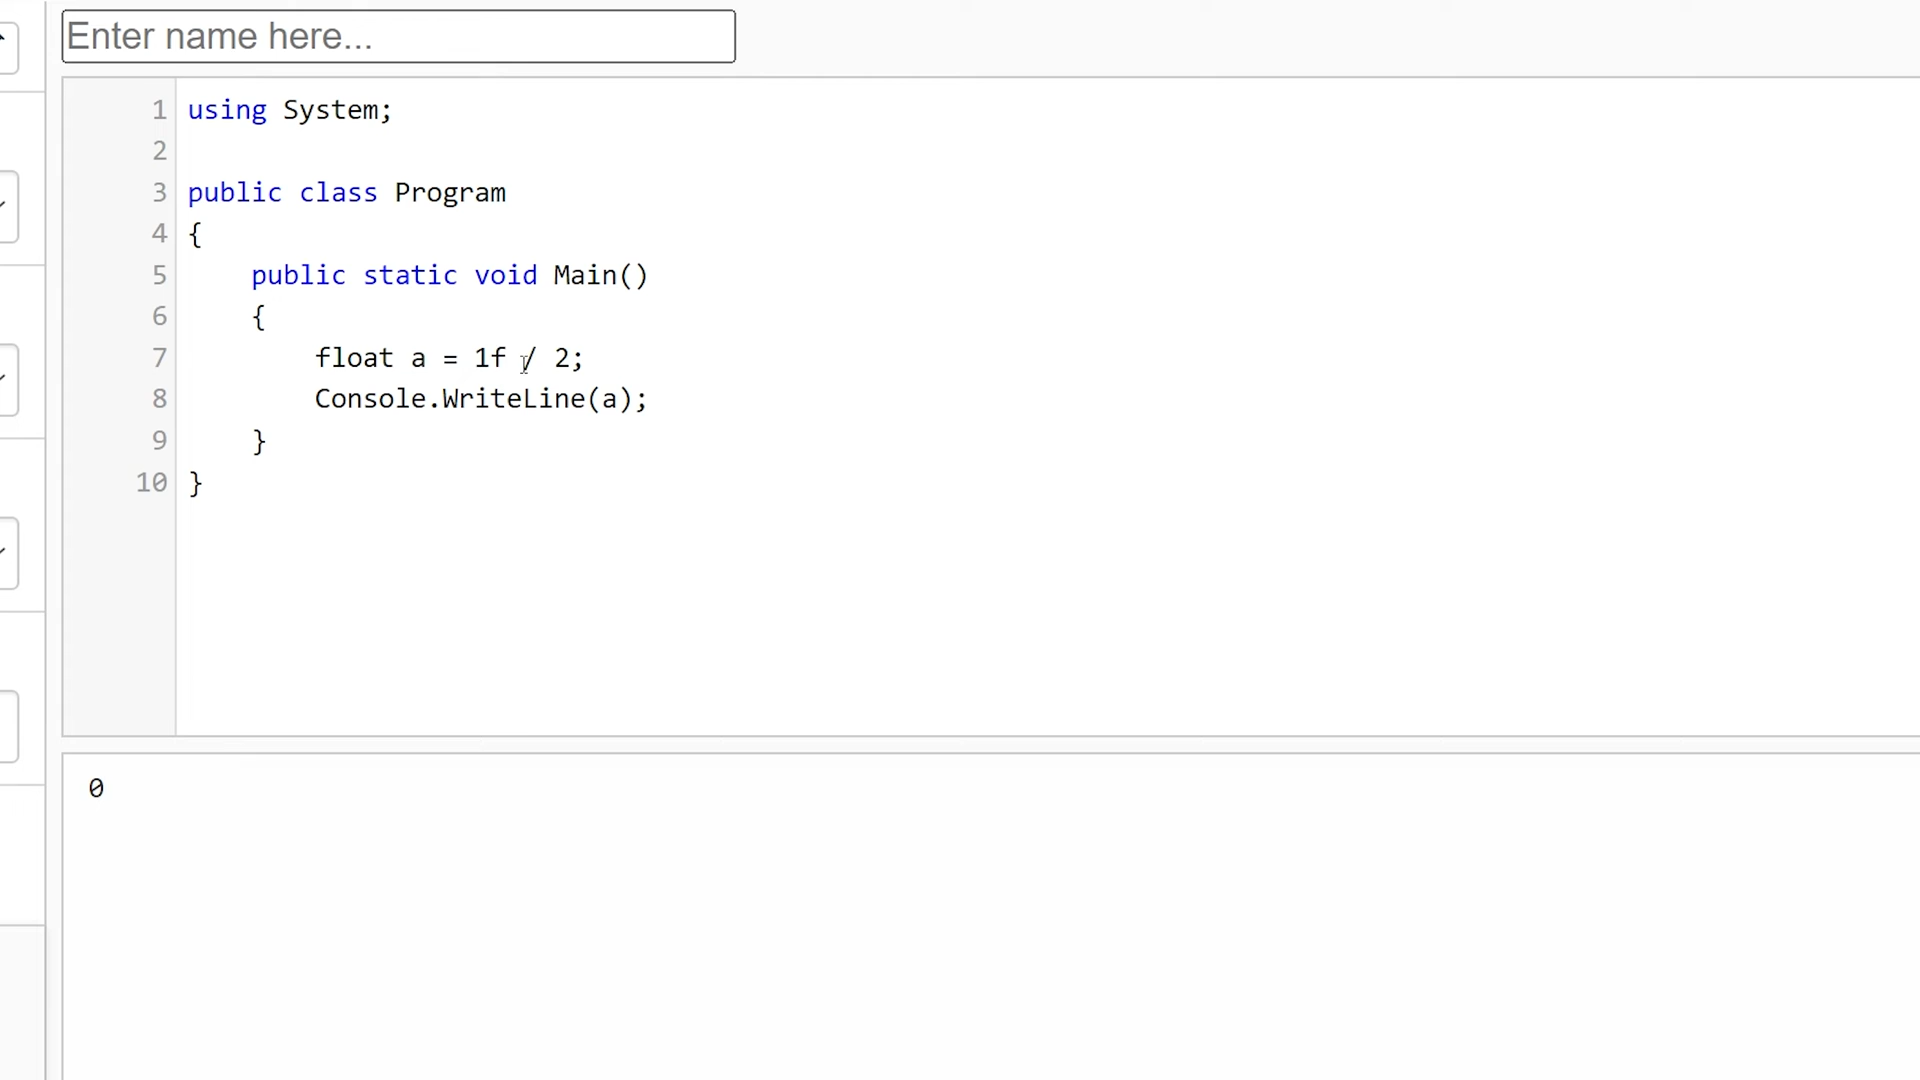 Enter name here...
1 using System;
2
3 public class Program
4 {
5 public static void Main()
6 {
7 float a = 1f / 2;
8 Console.WriteLine(a);
9 }
10 }
0